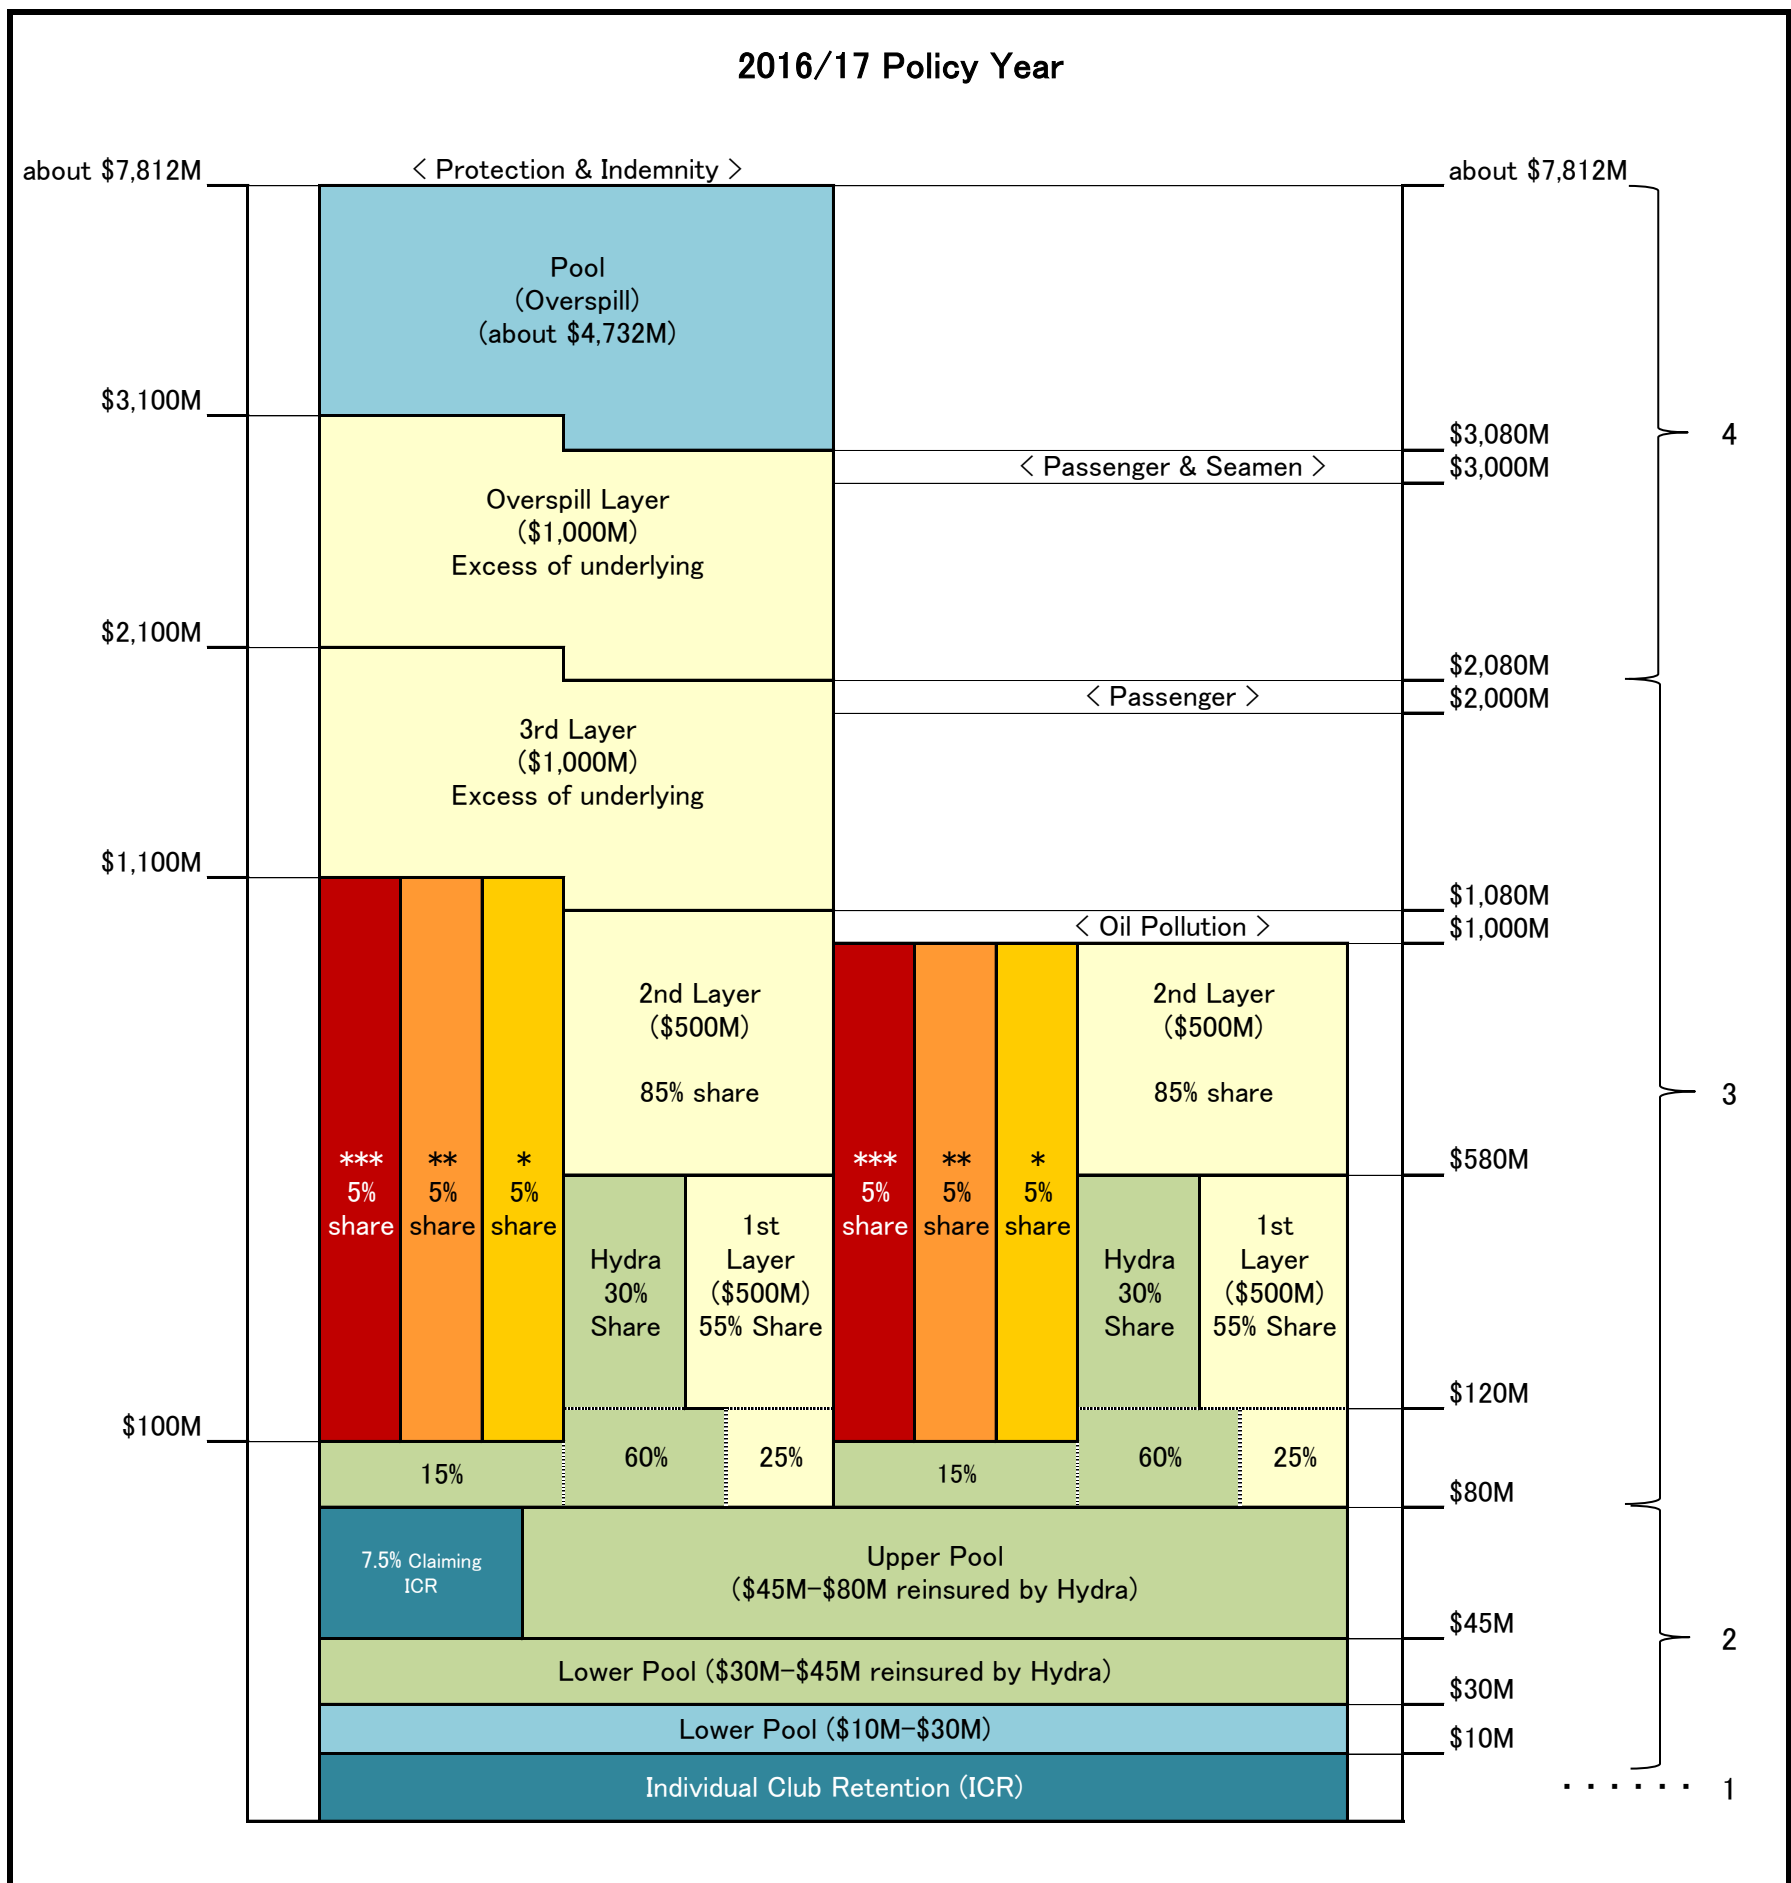 2016/17 Policy Year
about $7,812M
< Protection & Indemnity >
about $7,812M
Pool
(Overspill)
(about $4,732M)
$3,100M
$3,080M
4
< Passenger & Seamen >
$3,000M
Overspill Layer
($1,000M)
Excess of underlying
$2,100M
$2,080M
< Passenger >
$2,000M
3rd Layer
($1,000M)
Excess of underlying
$1,100M
$1,080M
< Oil Pollution >
$1,000M
2nd Layer
($500M)
85% share
2nd Layer
($500M)
85% share
3
***
5%
share
**
5%
share
*
5%
share
***
5%
share
**
5%
share
*
5%
share
$580M
Hydra
30%
Share
1st
Layer
($500M)
55% Share
Hydra
30%
Share
1st
Layer
($500M)
55% Share
$120M
$100M
15%
60%
25%
15%
60%
25%
$80M
7.5% Claiming
ICR
Upper Pool
($45M-$80M reinsured by Hydra)
$45M
2
Lower Pool ($30M-$45M reinsured by Hydra)
$30M
Lower Pool ($10M-$30M)
$10M
Individual Club Retention (ICR)
・・・・・・ 1